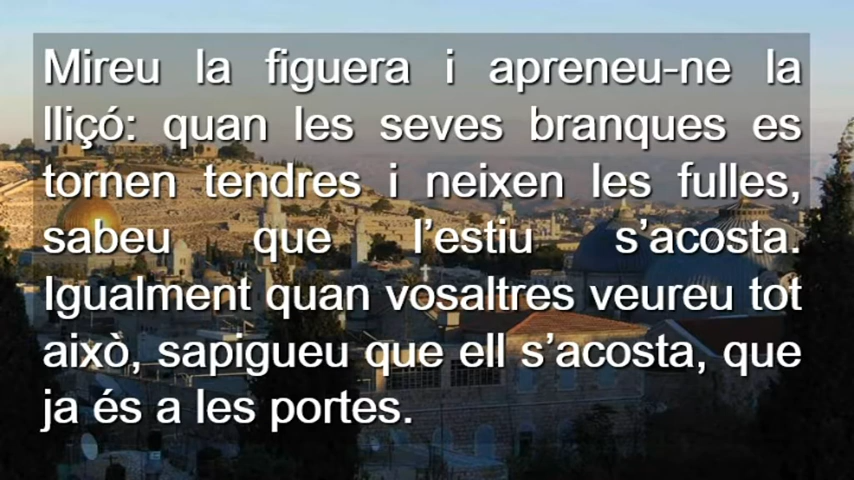 Mireu la figuera i apreneu-ne la
lliçó: quan les seves branques es
tornen tendres i neixen les fulles,
sabeu que l’estiu s’acosta.
Igualment quan vosaltres veureu tot
això, sapigueu que ell s’acosta, que
ja és a les portes.